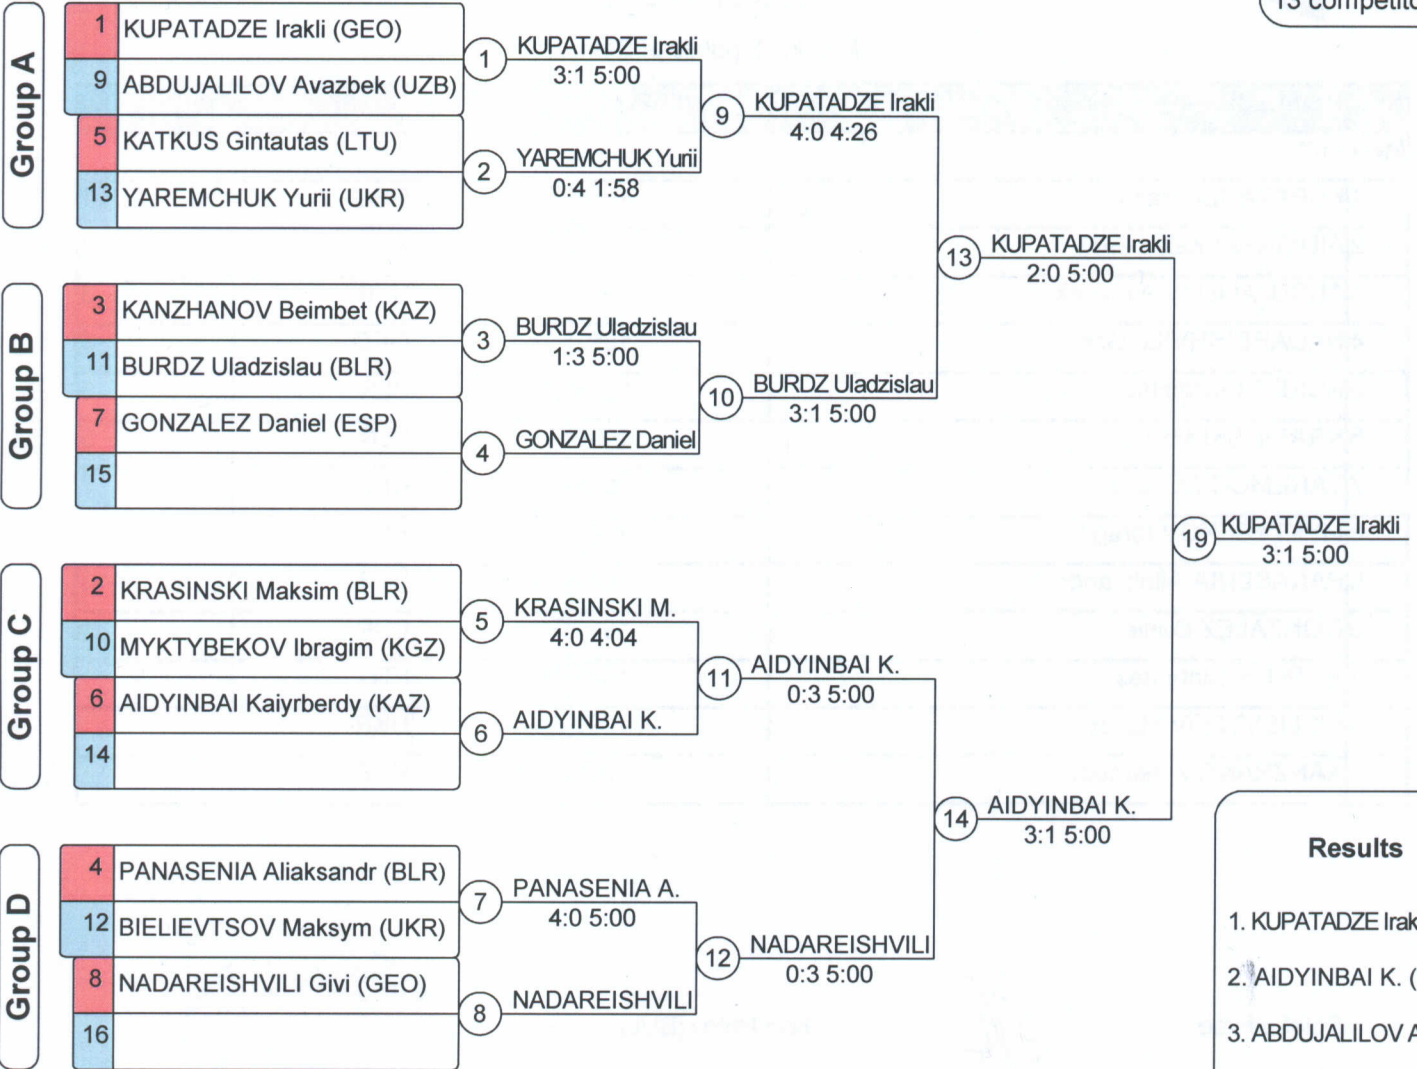 13 competito
Group A
1 KUPATADZE Irakli (GEO)
9 ABDUJALILOV Avazbek (UZB)
5 KATKUS Gintautas (LTU)
13 YAREMCHUK Yurii (UKR)
1 KUPATADZE Irakli
3:1 5:00
2 YAREMCHUK Yurii
0:4 1:58
9 KUPATADZE Irakli
4:0 4:26
Group B
3 KANZHANOV Beimbet (KAZ)
11 BURDZ Uladzislau (BLR)
7 GONZALEZ Daniel (ESP)
15
3 BURDZ Uladzislau
1:3 5:00
4 GONZALEZ Daniel
10 BURDZ Uladzislau
3:1 5:00
13 KUPATADZE Irakli
2:0 5:00
Group C
2 KRASINSKI Maksim (BLR)
10 MYKTYBEKOV Ibragim (KGZ)
6 AIDYINBAI Kaiyrberdy (KAZ)
14
5 KRASINSKI M.
4:0 4:04
6 AIDYINBAI K.
11 AIDYINBAI K.
0:3 5:00
Group D
4 PANASENIA Aliaksandr (BLR)
12 BIELIEVTSOV Maksym (UKR)
8 NADAREISHVILI Givi (GEO)
16
7 PANASENIA A.
4:0 5:00
8 NADAREISHVILI
12 NADAREISHVILI
0:3 5:00
14 AIDYINBAI K.
3:1 5:00
19 KUPATADZE Irakli
3:1 5:00
Results
1. KUPATADZE Irak
2. AIDYINBAI K. (
3. ABDUJALILOV A